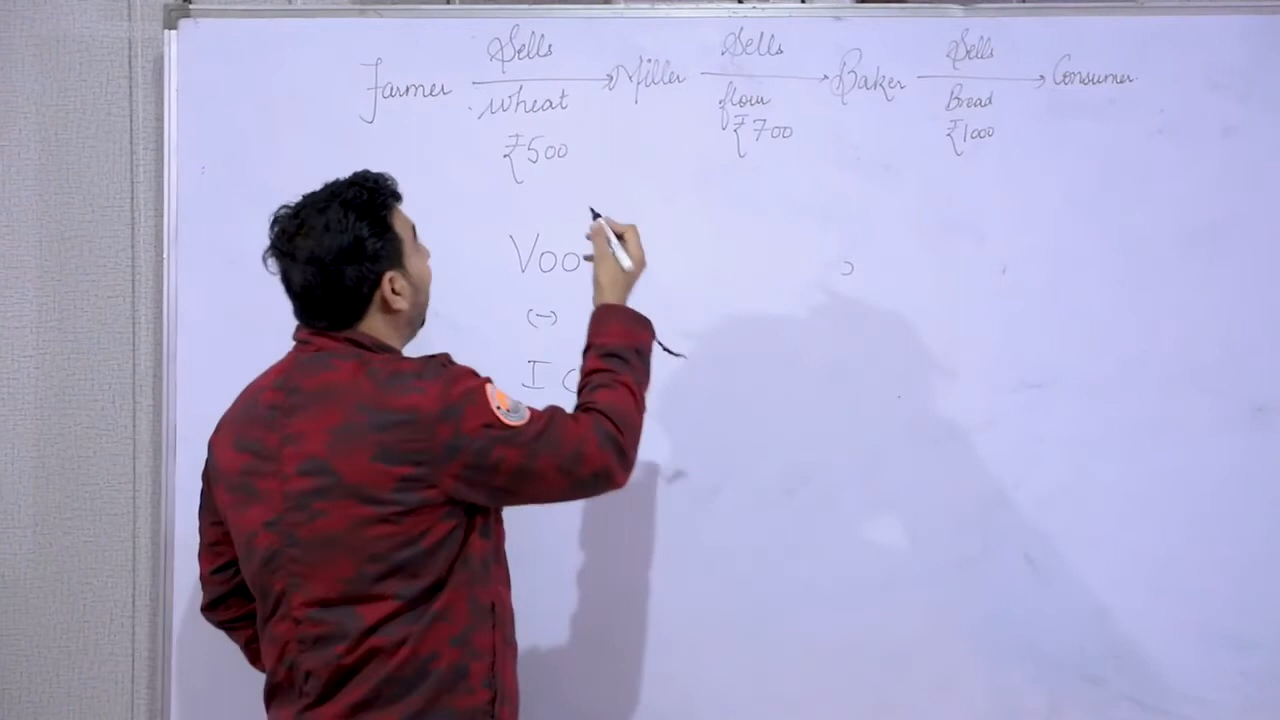 Farmer Sells Miller Sells Baker Sells Consumer
Wheat flour Bread
₹500 ₹700 ₹1000
Voo
(-)
I C